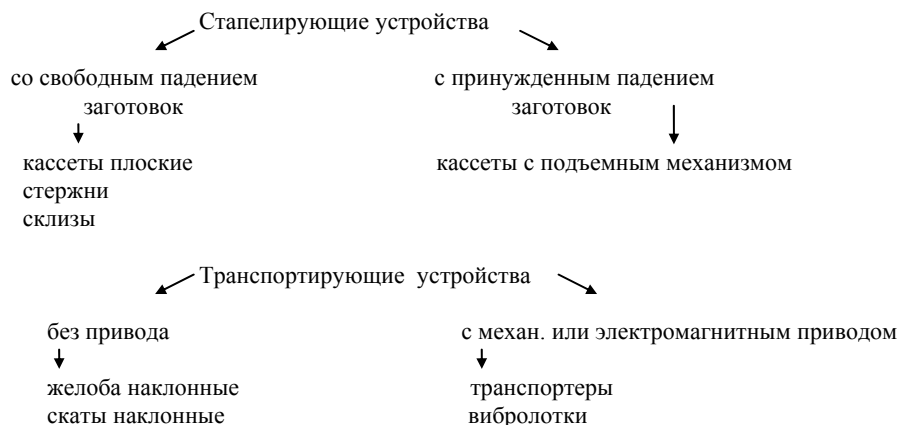 Стапелирующие устройства
со свободным падением
заготовок
с принужденным падением
заготовок
кассеты плоские
стержни
склизы
кассеты с подъемным механизмом
Транспортирующие устройства
без привода
с механ. или электромагнитным приводом
желоба наклонные
скаты наклонные
транспортеры
вибролотки